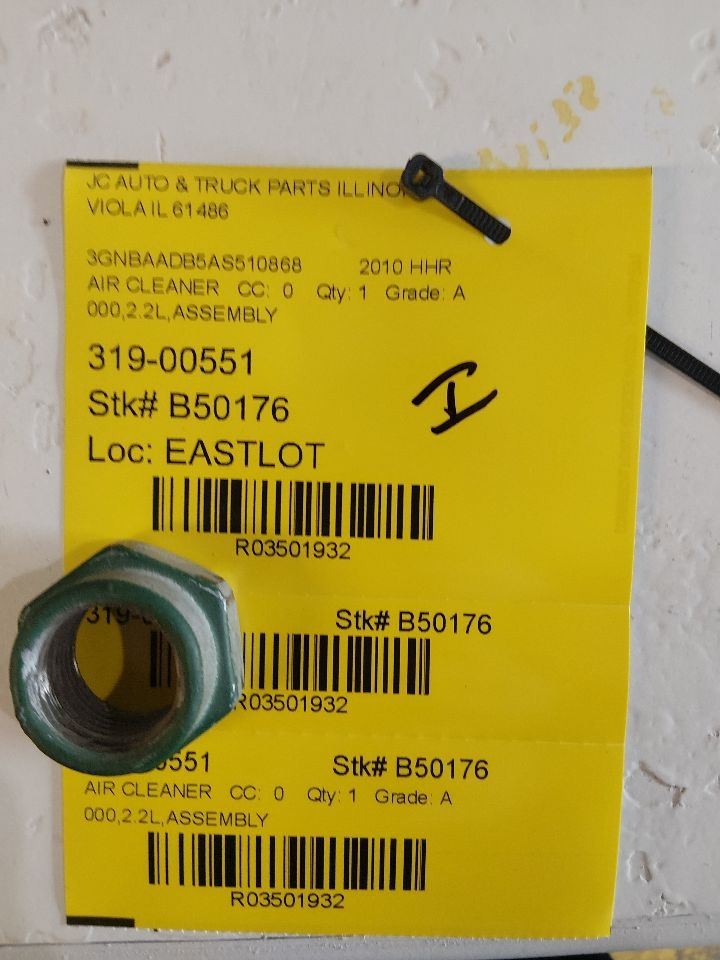 JC AUTO & TRUCK PARTS
VIOLA IL 61486
3GNBAADB5AS510868 2010 HHR
AIR CLEANER CC: 0 Qty: 1 Grade: A
000,2.2L,ASSEMBLY
319-00551
Stk# B50176
Loc: EASTLOT
R03501932
Stk# B50176
R03501932
Stk# B50176
AIR CLEANER CC: 0 Qty: 1 Grade: A
000,2.2L,ASSEMBLY
R03501932